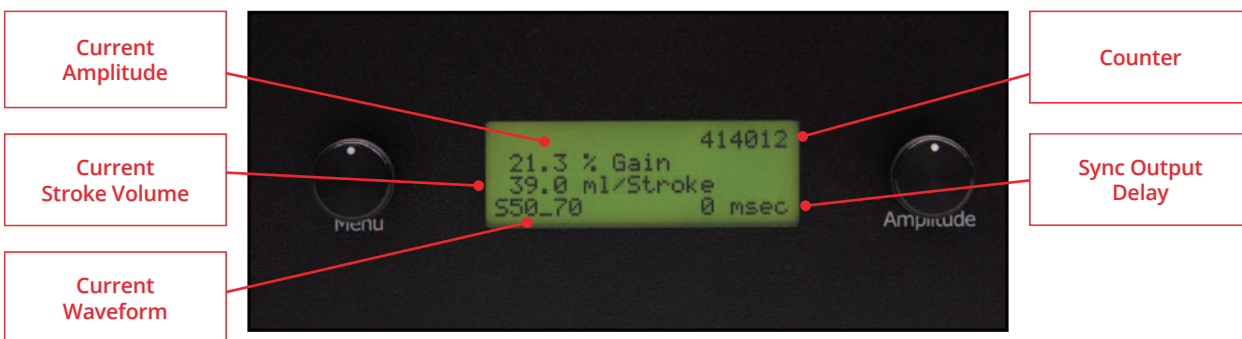 Current
Amplitude
Counter
414012
21.3 % Gain
Current
Stroke Volume
39.0 ml/Stroke
Sync Output
Delay
S50_70 0 msec
Menu
Amplitude
Current
Waveform